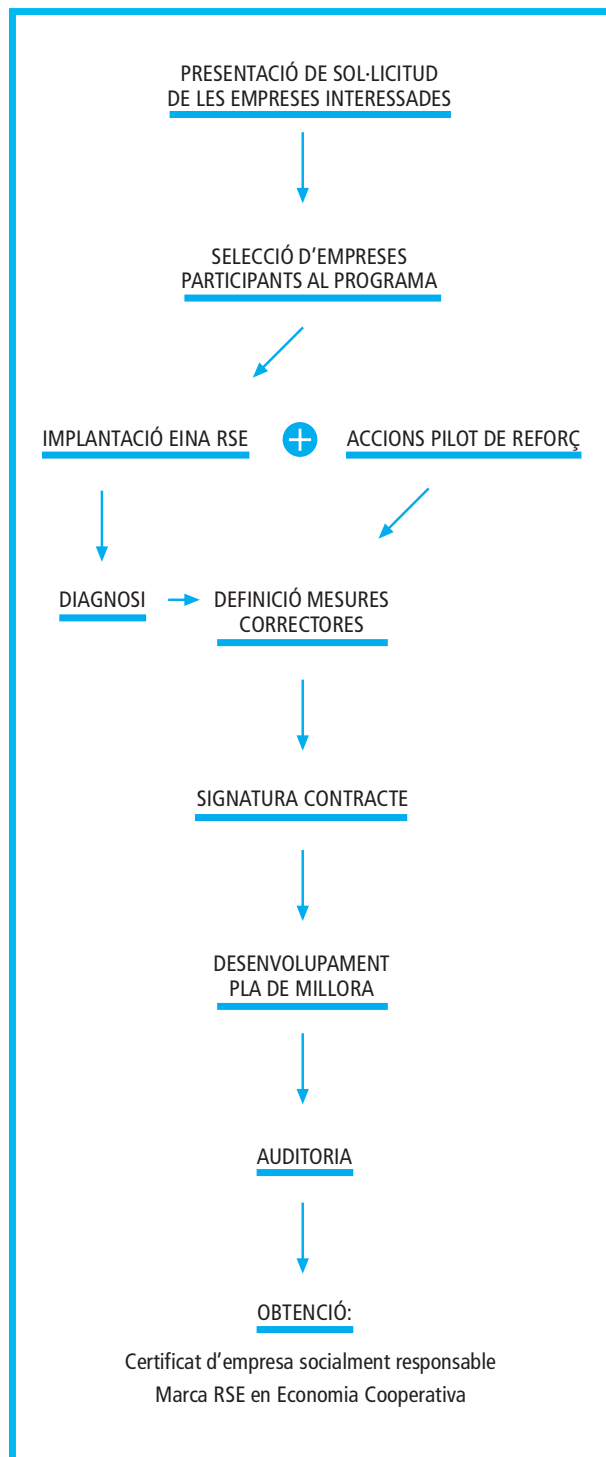 PRESENTACIÓ DE SOL·LICITUD
DE LES EMPRESES INTERESSADES
SELECCIÓ D'EMPRESES
PARTICIPANTS AL PROGRAMA
IMPLANTACIÓ EINA RSE
ACCIONS PILOT DE REFORÇ
DIAGNOSI
DEFINICIÓ MESURES
CORRECTORES
SIGNATURA CONTRACTE
DESENVOLUPAMENT
PLA DE MILLORA
AUDITORIA
OBTENCIÓ:
Certificat d'empresa socialment responsable
Marca RSE en Economia Cooperativa